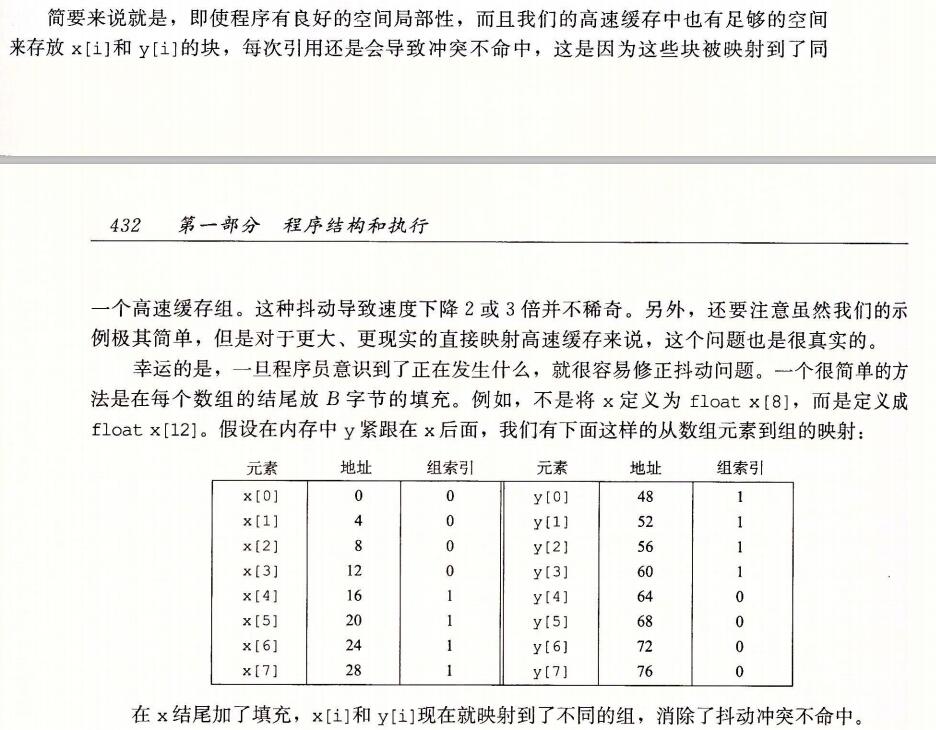 简要来说就是，即使程序有良好的空间局部性，而且我们的高速缓存中也有足够的空间
来存放 x[i]和 y[i]的块，每次引用还是会导致冲突不命中，这是因为这些块被映射到了同
432 第一部分 程序结构和执行
一个高速缓存组。这种抖动导致速度下降 2 或 3 倍并不稀奇。另外，还要注意虽然我们的示
例极其简单，但是对于更大、更现实的直接映射高速缓存来说，这个问题也是很真实的。
幸运的是，一旦程序员意识到了正在发生什么，就很容易修正抖动问题。一个很简单的方
法是在每个数组的结尾放 B 字节的填充。例如，不是将 x 定义为 float x[8]，而是定义成
float x[12]。假设在内存中 y 紧跟在 x 后面，我们有下面这样的从数组元素到组的映射：
元素 地址 组索引 元素 地址 组索引
x[0] 0 0 y[0] 48 1
x[1] 4 0 y[1] 52 1
x[2] 8 0 y[2] 56 1
x[3] 12 0 y[3] 60 1
x[4] 16 1 y[4] 64 0
x[5] 20 1 y[5] 68 0
x[6] 24 1 y[6] 72 0
x[7] 28 1 y[7] 76 0
在 x 结尾加了填充，x[i]和 y[i]现在就映射到了不同的组，消除了抖动冲突不命中。